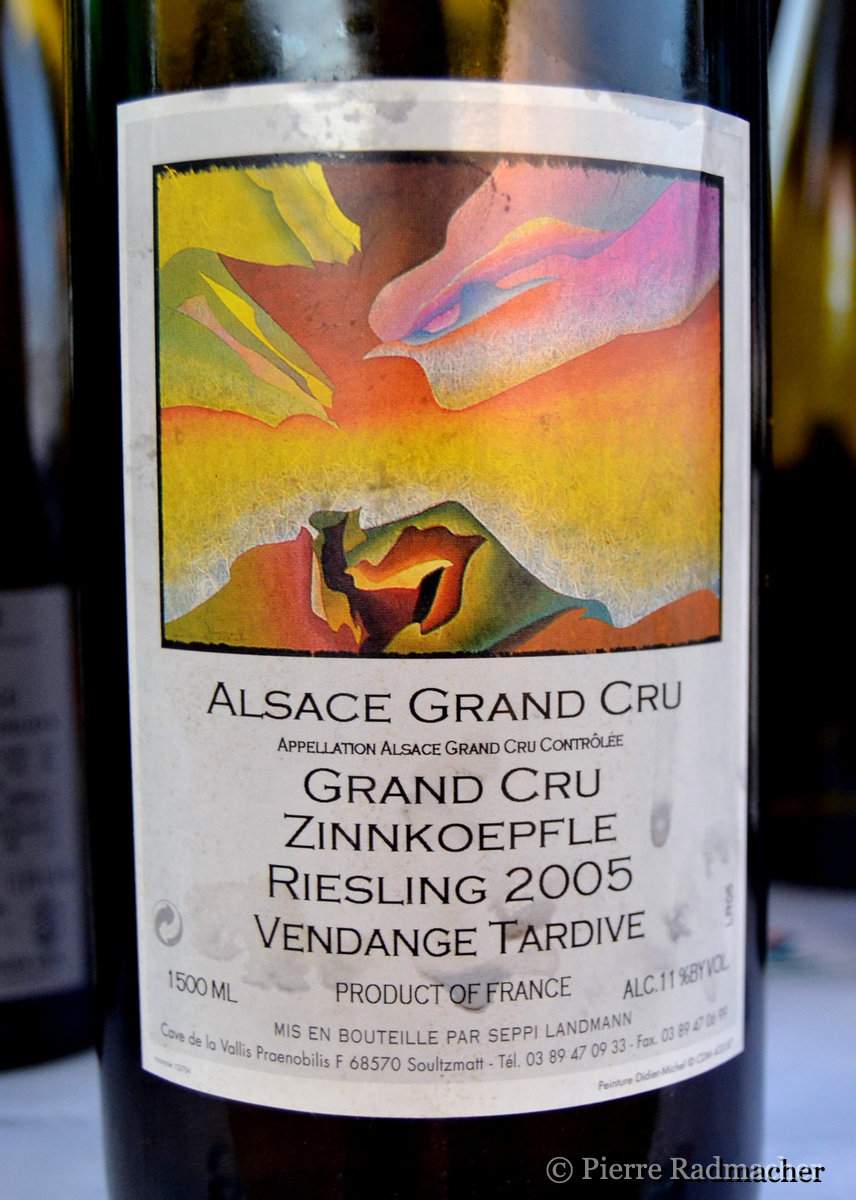 ALSACE GRAND CRU
APPELLATION ALSACE GRAND CRU CONTRÔLÉE
GRAND CRU
ZINNKOEPFLE
RIESLING 2005
VENDANGE TARDIVE
LR05
1500 ML
PRODUCT OF FRANCE
ALC.11 %BY VOL.
MIS EN BOUTEILLE PAR SEPPI LANDMANN
Cave de la Vallis Praenobilis F 68570 Soultzmatt - Tél. 03 89 47 09 33 - Fax. 03 89 47 06 99
Peinture Didier-Michel © CDM
© Pierre Radmacher